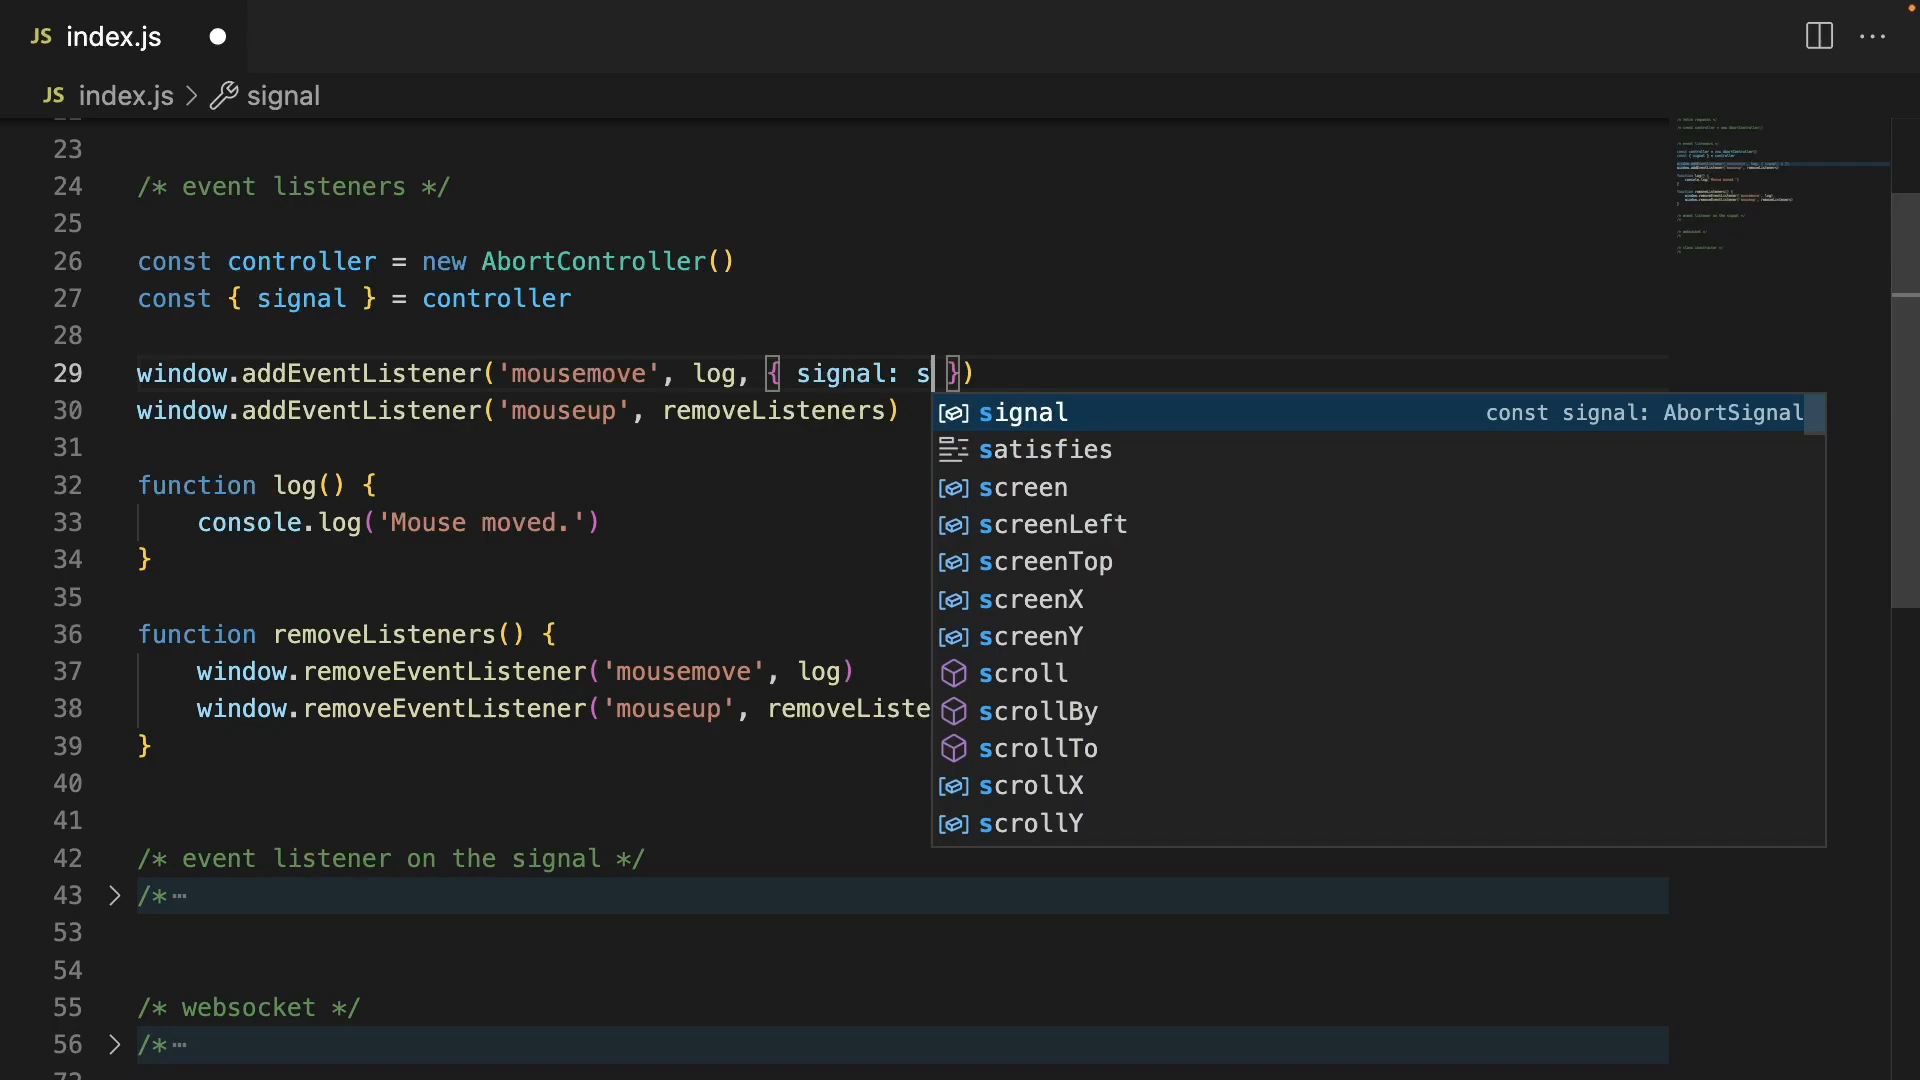 JS index.js
JS index.js > signal
23
24 /* event listeners */
25
26 const controller = new AbortController()
27 const { signal } = controller
28
29 window.addEventListener('mousemove', log, { signal: s })
30 window.addEventListener('mouseup', removeListeners)
31
32 function log() {
33 console.log('Mouse moved.')
34 }
35
36 function removeListeners() {
37 window.removeEventListener('mousemove', log)
38 window.removeEventListener('mouseup', removeListe
39 }
40
41
42 /* event listener on the signal */
43 > /*⋯
53
54
55 /* websocket */
56 > /*⋯
signal const signal: AbortSignal
satisfies
screen
screenLeft
screenTop
screenX
screenY
scroll
scrollBy
scrollTo
scrollX
scrollY